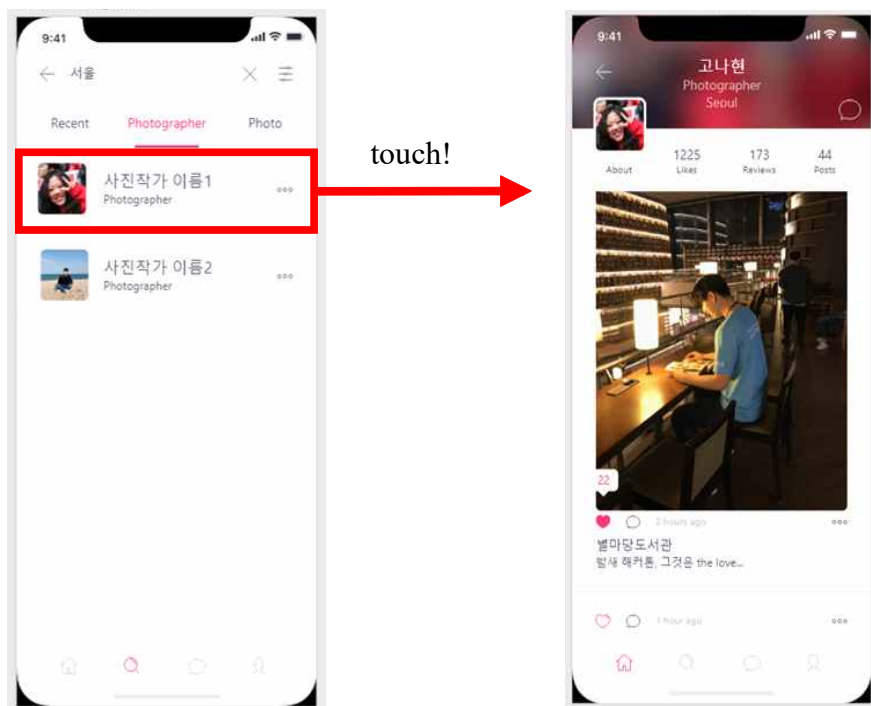 9:41
서울
Recent Photographer Photo
사진작가 이름1
Photographer
사진작가 이름2
Photographer
touch!
9:41
고나현
Photographer
Seoul
1225 173 44
About Likes Reviews Posts
22
2 hours ago
별마당도서관
밤새 해커톤, 그것은 the love...
1 hour ago